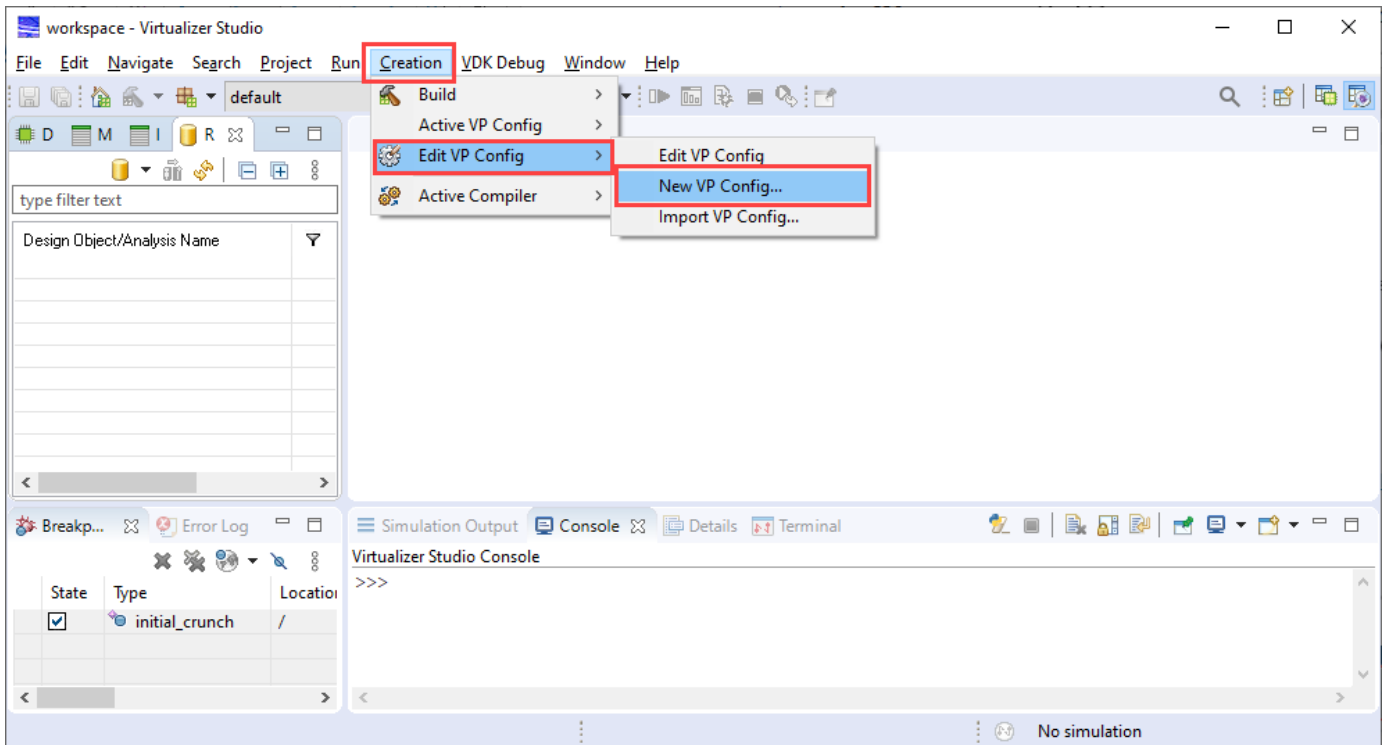 workspace - Virtualizer Studio
File Edit Navigate Search Project Run Creation VDK Debug Window Help
default
Build
Active VP Config
Edit VP Config
Active Compiler
Edit VP Config
New VP Config...
Import VP Config...
D M I R
type filter text
Design Object/Analysis Name
Breakp... Error Log
State Type Location
initial_crunch /
Simulation Output Console Details Terminal
Virtualizer Studio Console
>>>
No simulation